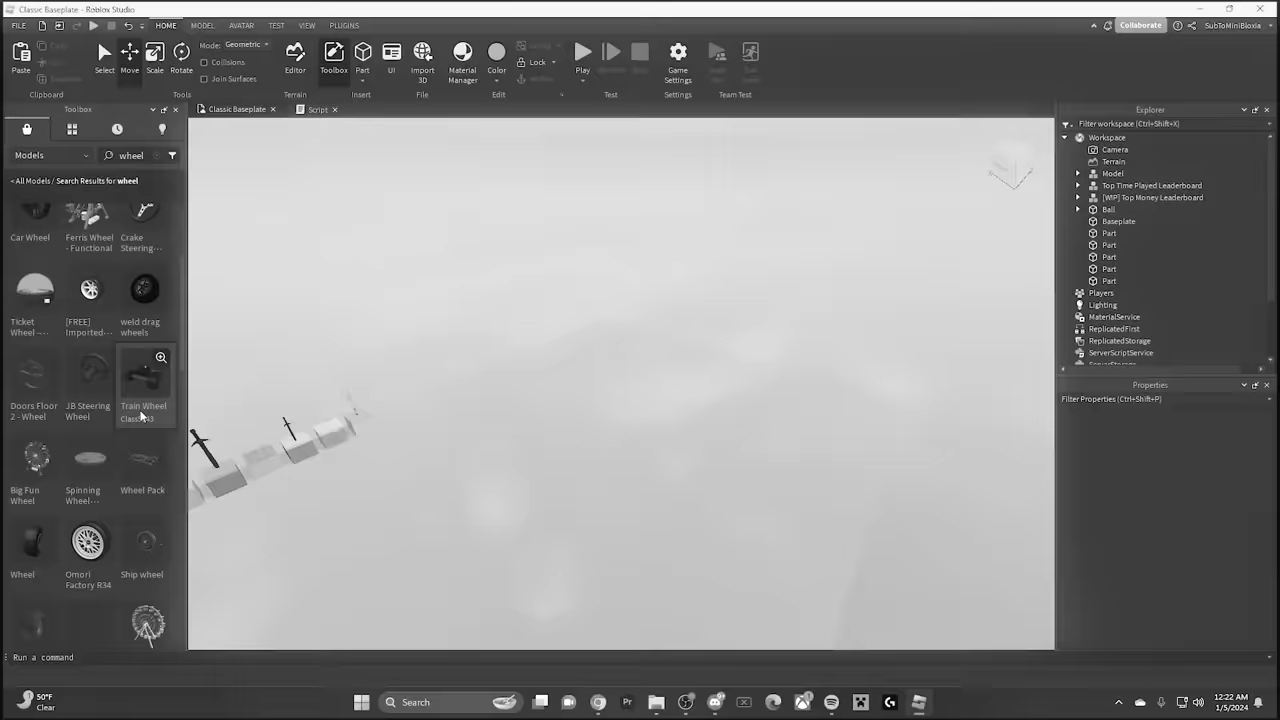 Classic Baseplate - Roblox Studio
FILE HOME MODEL AVATAR TEST VIEW PLUGINS
Collaborate SubToMiniBloxia
Mode: Geometric
Collisions
Join Surfaces
Lock
Paste Select Move Scale Rotate Editor Toolbox Part UI Import 3D Material Manager Color Play Game Settings
Clipboard Tools Terrain Insert File Edit Test Settings Team Test
Toolbox
Classic Baseplate Script
Explorer
Filter workspace (Ctrl+Shift+X)
Models wheel
< All Models / Search Results for wheel
Car Wheel
Ferris Wheel - Functional
Crake Steering...
Ticket Wheel –...
[FREE] Imported...
weld drag wheels
Doors Floor 2 - Wheel
JB Steering Wheel
Train Wheel
Big Fun Wheel
Spinning Wheel...
Wheel Pack
Wheel
Omori Factory R34
Ship wheel
Workspace
Camera
Terrain
Model
Top Time Played Leaderboard
[WIP] Top Money Leaderboard
Ball
Baseplate
Part
Part
Part
Part
Part
Players
Lighting
MaterialService
ReplicatedFirst
ReplicatedStorage
ServerScriptService
ServerStorage
Properties
Filter Properties (Ctrl+Shift+P)
Run a command
50°F
Clear
Search
12:22 AM
1/5/2024